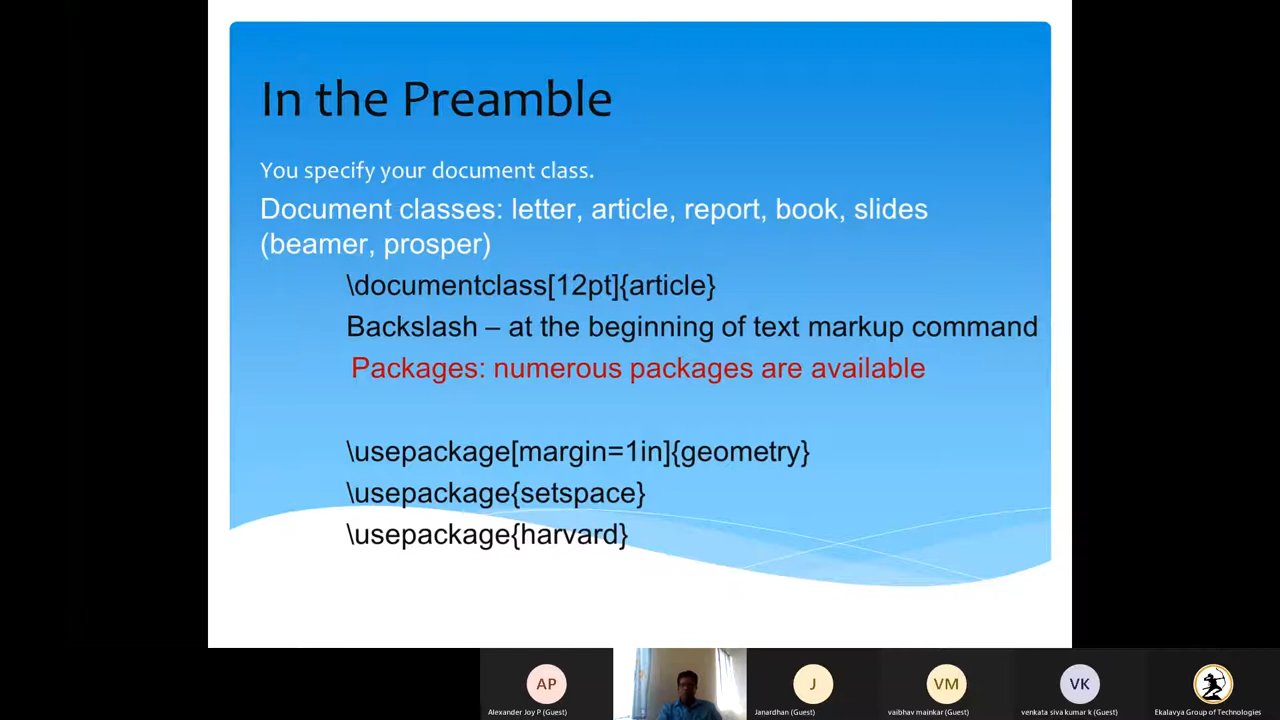 In the Preamble
You specify your document class.
Document classes: letter, article, report, book, slides
(beamer, prosper)
\documentclass[12pt]{article}
Backslash – at the beginning of text markup command
Packages: numerous packages are available
\usepackage[margin=1in]{geometry}
\usepackage{setspace}
\usepackage{harvard}
AP
J
VM
VK
Alexander Joy P (Guest)
Janardhan (Guest)
vaibhav mainkar (Guest)
venkata siva kumar k (Guest)
Ekalavya Group of Technologies